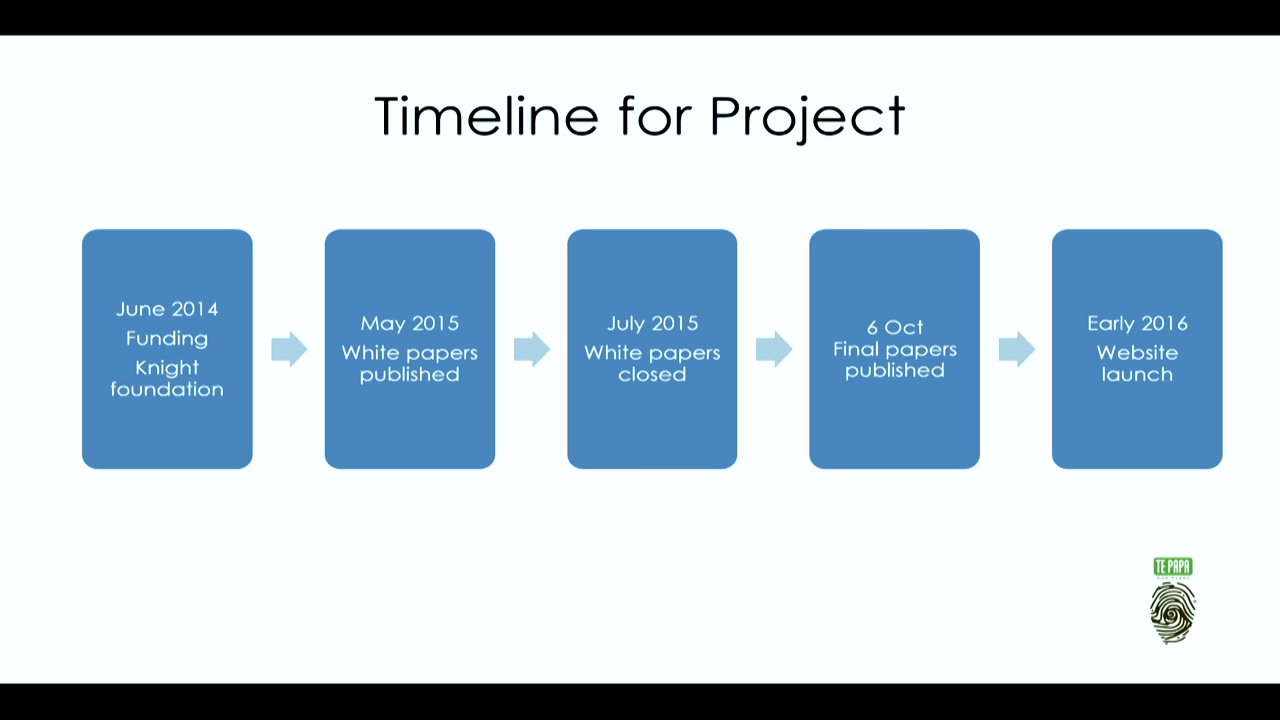 Timeline for Project
June 2014
Funding
Knight
foundation
May 2015
White papers
published
July 2015
White papers
closed
6 Oct
Final papers
published
Early 2016
Website
launch
TE PAPA